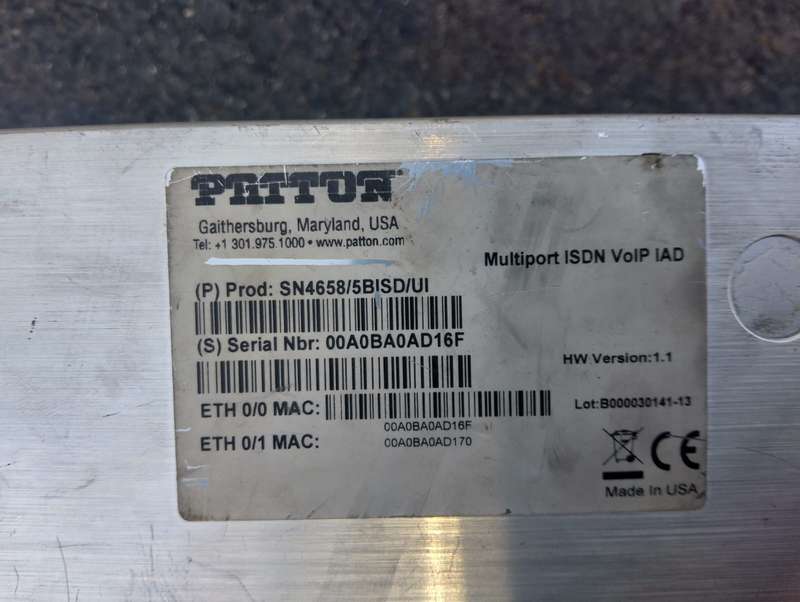 PATTON
Gaithersburg, Maryland, USA
Tel: +1 301.975.1000 • www.patton.com
Multiport ISDN VoIP IAD
(P) Prod: SN4658/5BISD/UI
(S) Serial Nbr: 00A0BA0AD16F
HW Version:1.1
ETH 0/0 MAC:
00A0BA0AD16F
Lot:B000030141-13
ETH 0/1 MAC: 00A0BA0AD170
CE
Made In USA